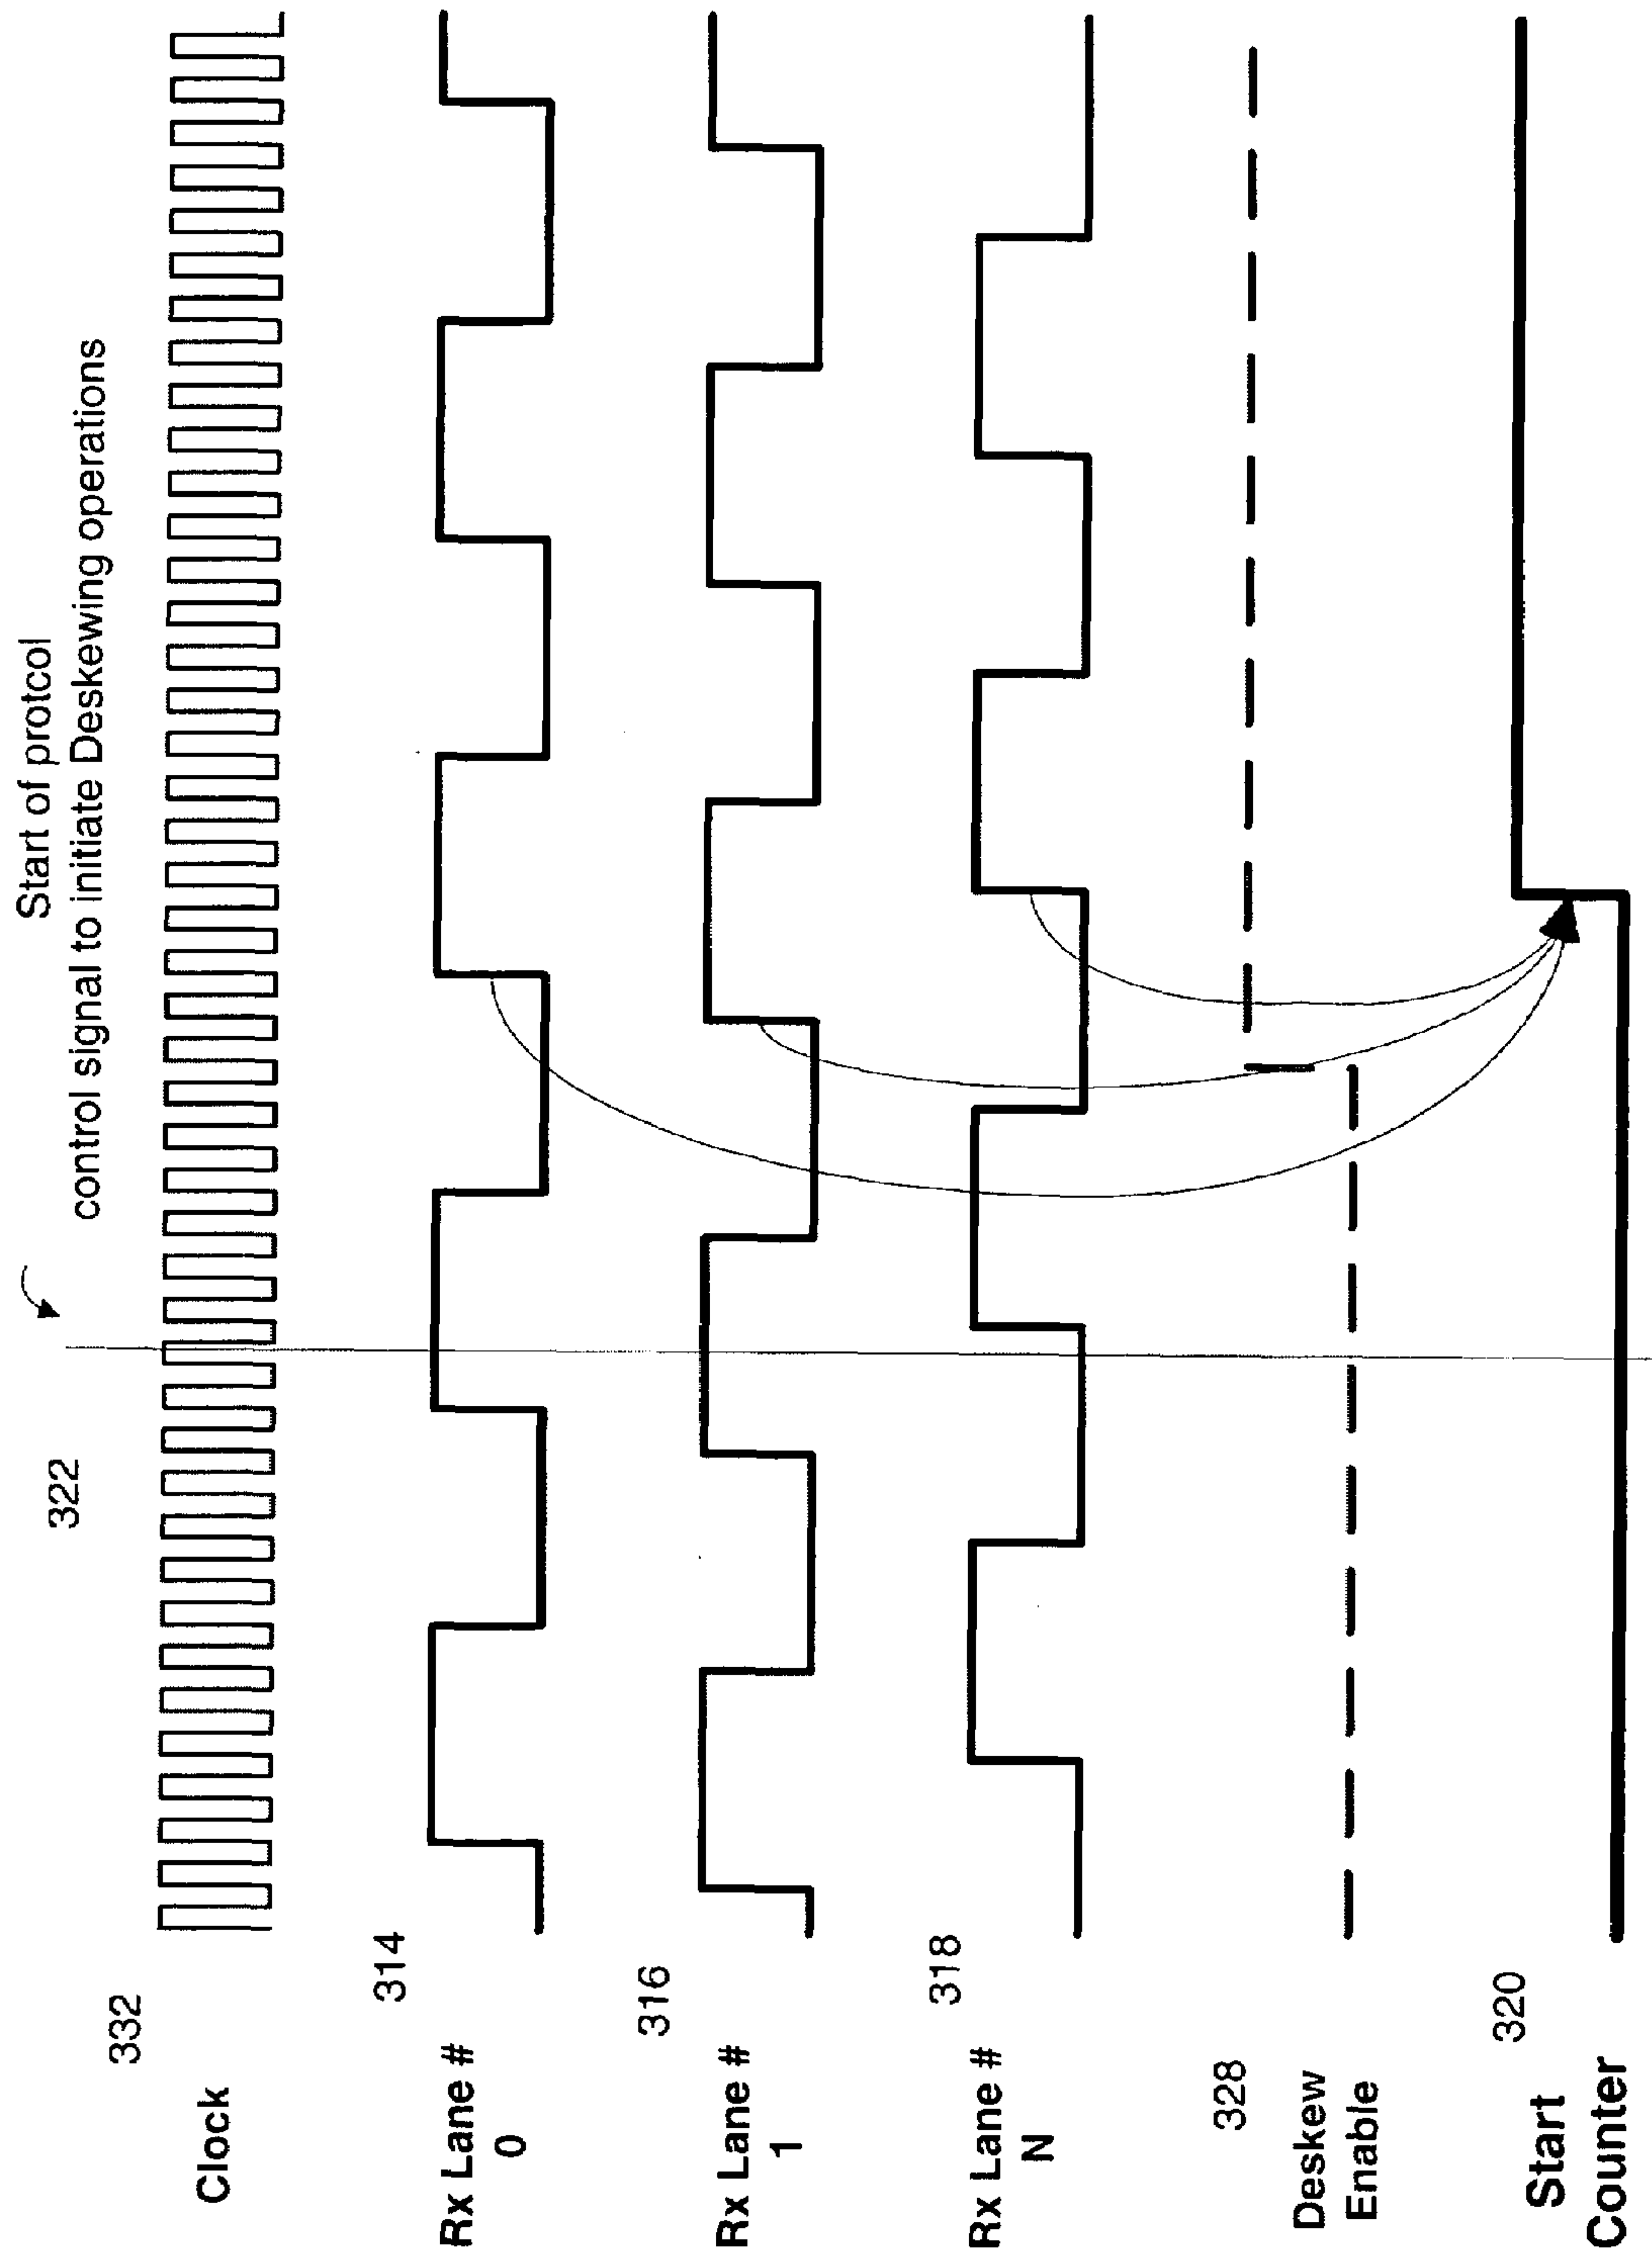 Start of protcol
control signal to initiate Deskewing operations
322
332
Clock
314
Rx Lane #
0
316
Rx Lane #
1
318
Rx Lane #
N
328
Deskew
Enable
320
Start
Counter